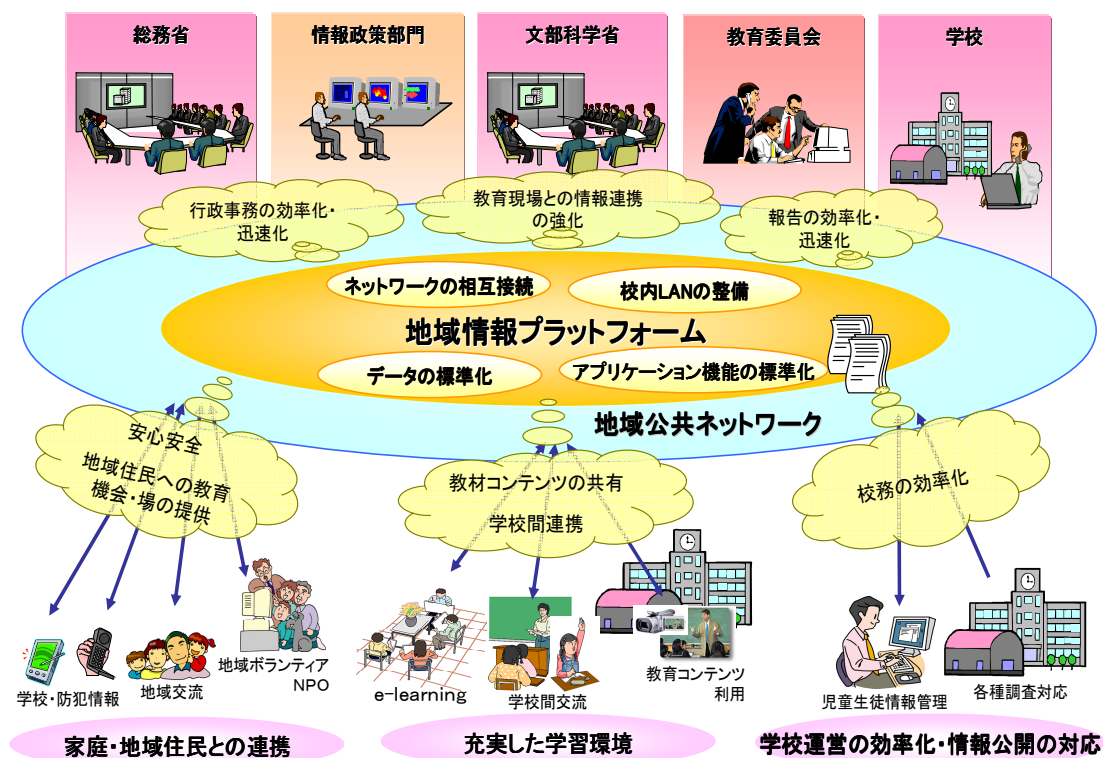 総務省
情報政策部門
文部科学省
教育委員会
学校
行政事務の効率化・
迅速化
教育現場との情報連携
の強化
報告の効率化・
迅速化
ネットワークの相互接続
校内LANの整備
地域情報プラットフォーム
データの標準化
アプリケーション機能の標準化
地域公共ネットワーク
安心安全
地域住民への教育
機会・場の提供
教材コンテンツの共有
学校間連携
校務の効率化
学校・防犯情報
地域交流
地域ボランティア
NPO
e-learning
学校間交流
教育コンテンツ
利用
児童生徒情報管理
各種調査対応
家庭・地域住民との連携
充実した学習環境
学校運営の効率化・情報公開の対応